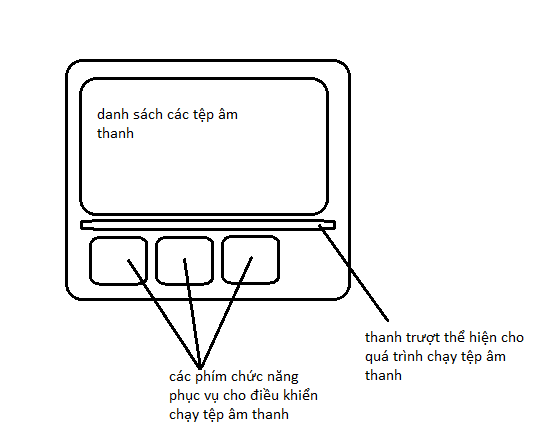 danh sách các tệp âm
thanh
thanh trượt thể hiện cho
quá trình chạy tệp âm
thanh
các phím chức năng
phục vụ cho điều khiển
chạy tệp âm thanh